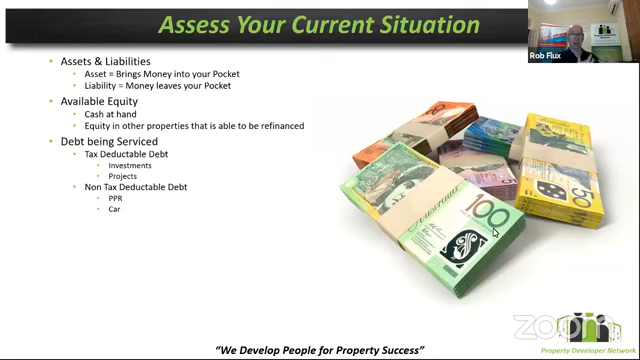 Assess Your Current Situation
Rob Flux
Assets & Liabilities
Asset = Brings Money into your Pocket
Liability = Money leaves your Pocket
Available Equity
Cash at hand
Equity in other properties that is able to be refinanced
Debt being Serviced
Tax Deductable Debt
Investments
Projects
Non Tax Deductable Debt
PPR
Car
100
50
zoom
Property Developer Network
“We Develop People for Property Success”